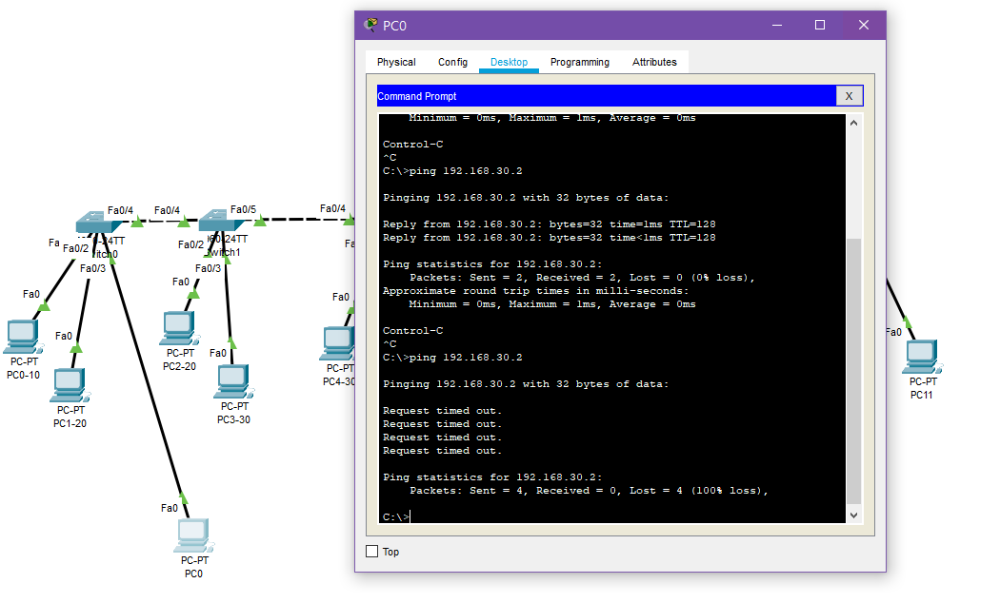 PC0
Physical Config Desktop Programming Attributes
Command Prompt
X
Minimum = 0ms, Maximum = 1ms, Average = 0ms
Control-C
^C
C:\>ping 192.168.30.2
Pinging 192.168.30.2 with 32 bytes of data:
Reply from 192.168.30.2: bytes=32 time=1ms TTL=128
Reply from 192.168.30.2: bytes=32 time<1ms TTL=128
Ping statistics for 192.168.30.2:
Packets: Sent = 2, Received = 2, Lost = 0 (0% loss),
Approximate round trip times in milli-seconds:
Minimum = 0ms, Maximum = 1ms, Average = 0ms
Control-C
^C
C:\>ping 192.168.30.2
Pinging 192.168.30.2 with 32 bytes of data:
Request timed out.
Request timed out.
Request timed out.
Request timed out.
Ping statistics for 192.168.30.2:
Packets: Sent = 4, Received = 0, Lost = 4 (100% loss),
C:\>
Top
Fa0/4 Fa0/4 Fa0/5 Fa0/4
Fa Fa0/2 -24TT
itch0
Fa0/3
Fa0/2 60-24TT
witch1
Fa0/3
Fa
Fa0
PC-PT
PC0-10
Fa0
PC-PT
PC1-20
Fa0
PC-PT
PC2-20
Fa0
PC-PT
PC3-30
Fa0
PC-PT
PC4-30
Fa0
PC-PT
PC11
Fa0
PC-PT
PC0